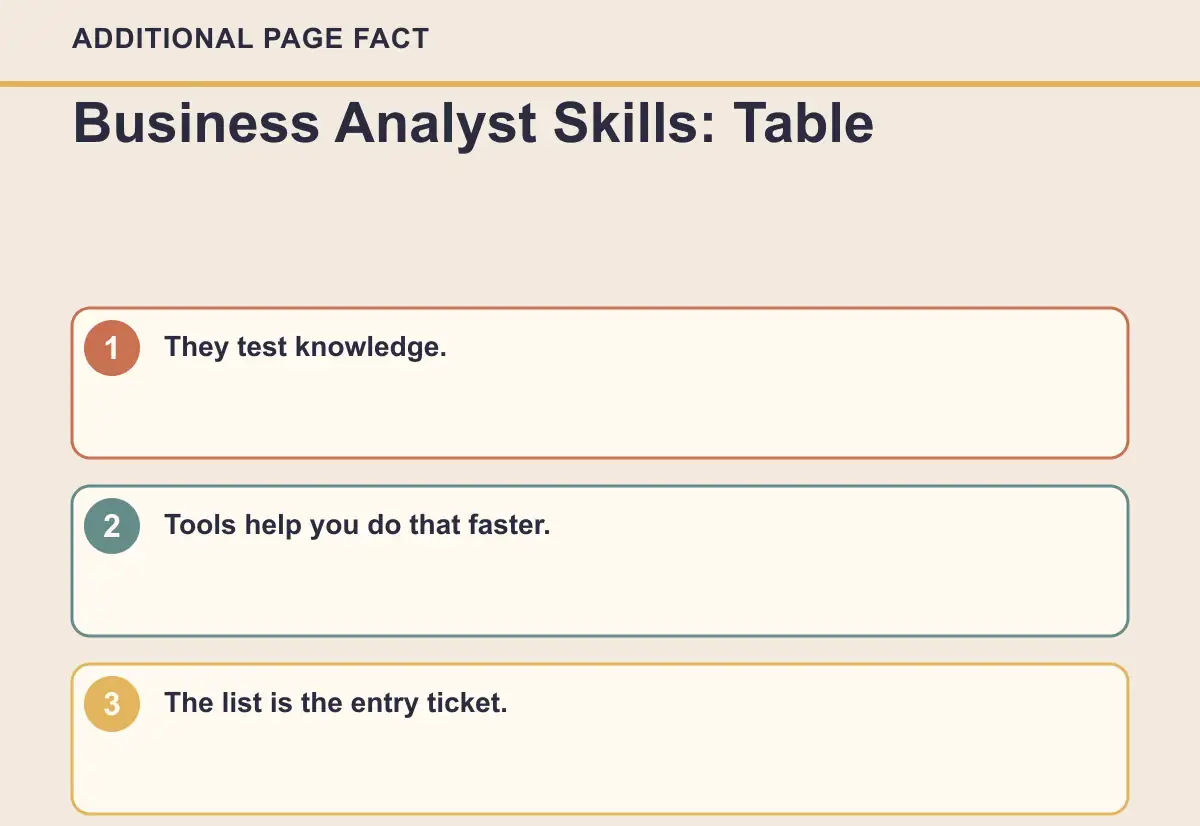 ADDITIONAL PAGE FACT
Business Analyst Skills: Table
1 They test knowledge.
2 Tools help you do that faster.
3 The list is the entry ticket.